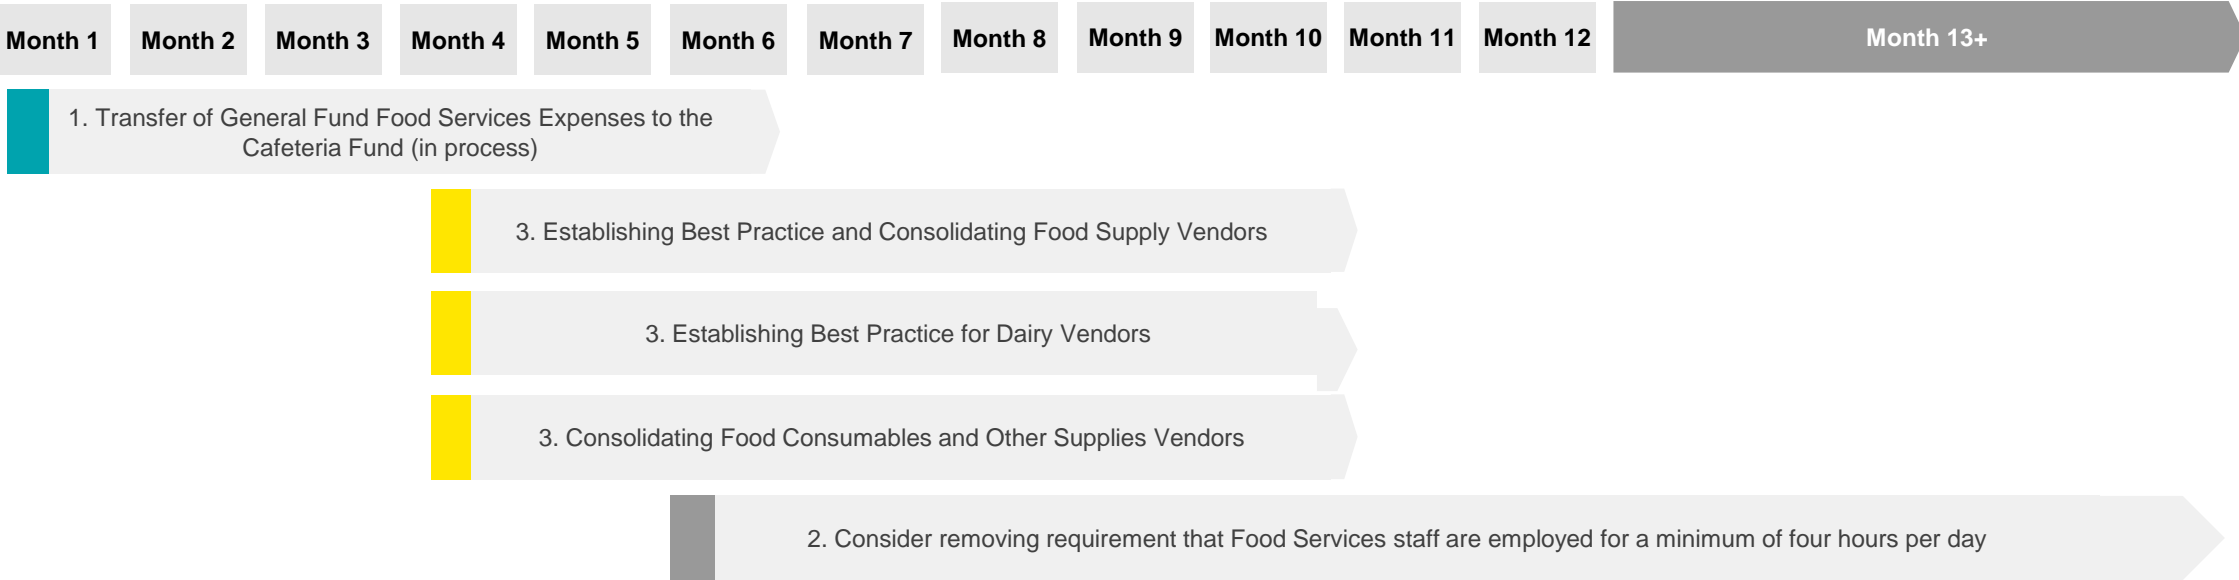 Month 1 Month 2 Month 3 Month 4 Month 5 Month 6 Month 7 Month 8 Month 9 Month 10 Month 11 Month 12 Month 13+
1. Transfer of General Fund Food Services Expenses to the
Cafeteria Fund (in process)
3. Establishing Best Practice and Consolidating Food Supply Vendors
3. Establishing Best Practice for Dairy Vendors
3. Consolidating Food Consumables and Other Supplies Vendors
2. Consider removing requirement that Food Services staff are employed for a minimum of four hours per day